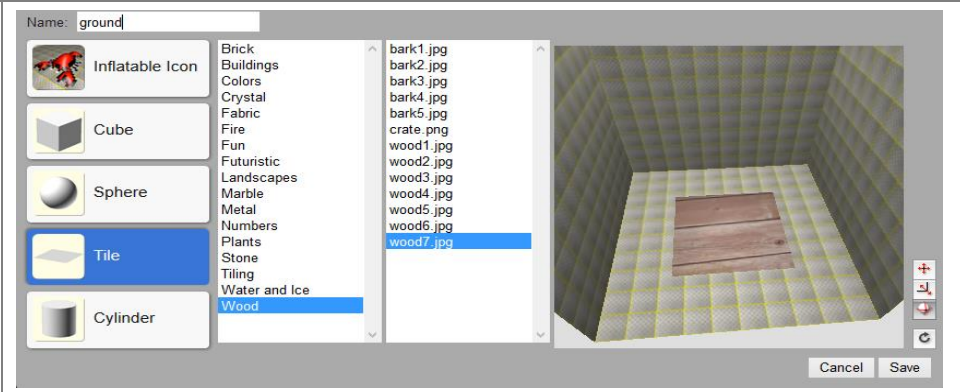 Name: ground
Inflatable Icon
Cube
Sphere
Tile
Cylinder
Brick
Buildings
Colors
Crystal
Fabric
Fire
Fun
Futuristic
Landscapes
Marble
Metal
Numbers
Plants
Stone
Tiling
Water and Ice
Wood
bark1.jpg
bark2.jpg
bark3.jpg
bark4.jpg
bark5.jpg
crate.png
wood1.jpg
wood2.jpg
wood3.jpg
wood4.jpg
wood5.jpg
wood6.jpg
wood7.jpg
Cancel Save